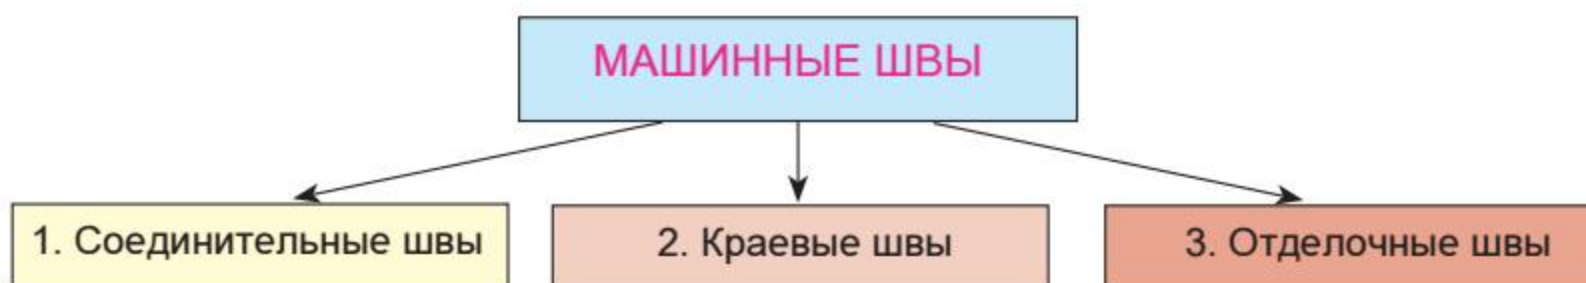 МАШИННЫЕ ШВЫ
1. Соединительные швы
2. Краевые швы
3. Отделочные швы